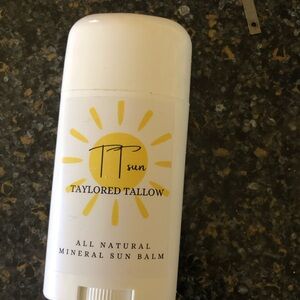 TT sun
TAYLORED TALLOW
ALL NATURAL
MINERAL SUN BALM